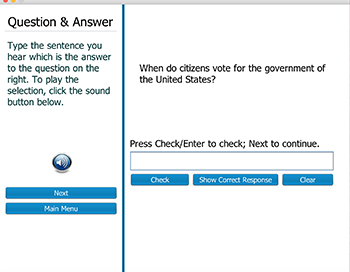 Question & Answer
Type the sentence you
hear which is the answer
to the question on the
right. To play the
selection, click the sound
button below.
Next
Main Menu
When do citizens vote for the government of
the United States?
Press Check/Enter to check; Next to continue.
Check
Show Correct Response
Clear